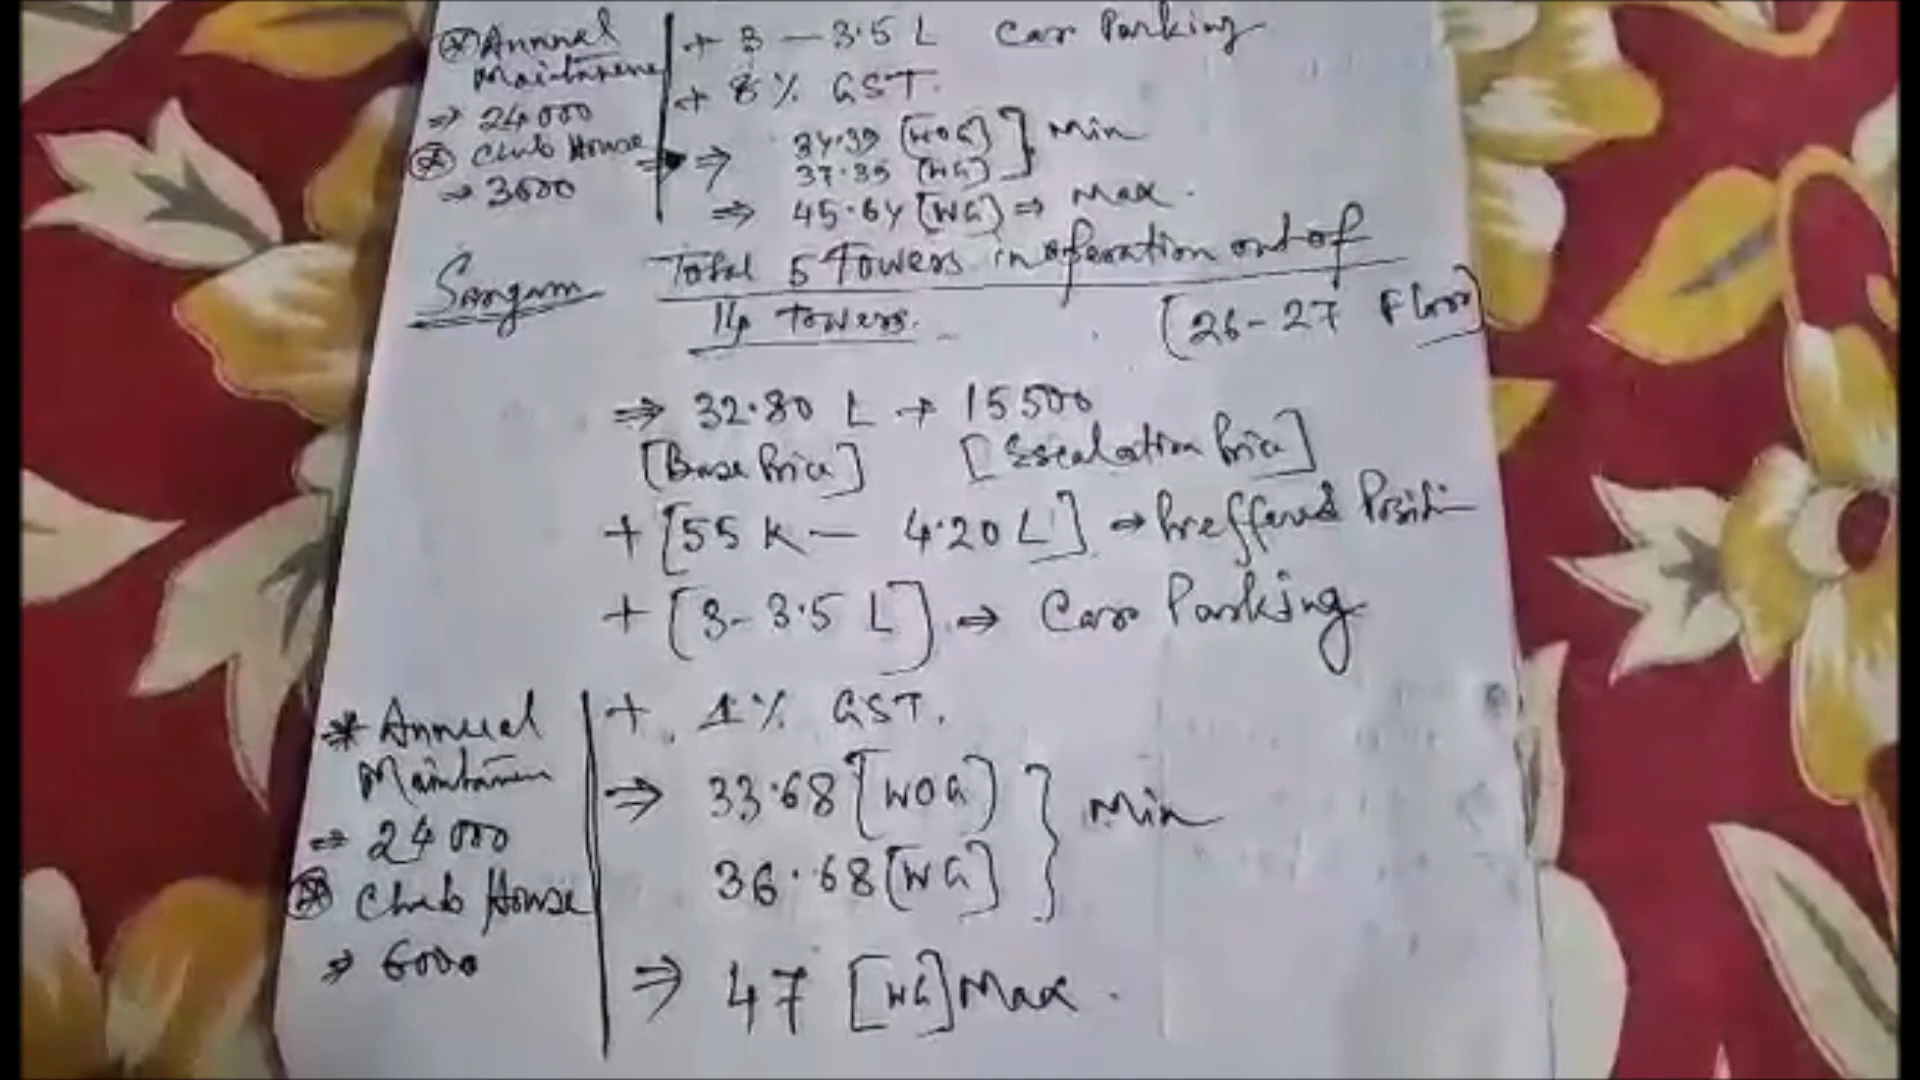 Annual
Maintanene
⇒ 24000
Club House
→ 3600
+ 3 – 3.5 L Car Parking
+ 8% GST.
⇒ 34.39 [WOG]
37.35 [WG] } Min
⇒ 45.64 [WG] ⇒ Max.
Sangam Total 5 Towers in operation out of
Towers. [26-27 Floor]
⇒ 32.80 L + 15500
[Base Price] [Escalation Price]
+ [55 K – 4.20 L] → Preffered Positi
+ [3-3.5 L] → Car Parking
* Annual
Maintanen
⇒ 24000
Club House
→ 6000
+ 1% GST.
⇒ 33.68 [WOG]
36.68 [WG] } Min
⇒ 47 [WG] Max.